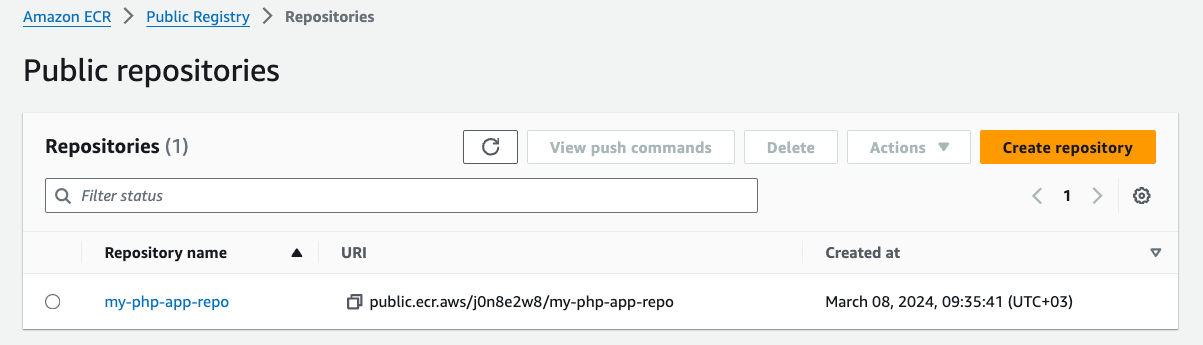 Amazon ECR > Public Registry > Repositories
Public repositories
Repositories (1) View push commands Delete Actions Create repository
Filter status 1
Repository name URI Created at
my-php-app-repo public.ecr.aws/j0n8e2w8/my-php-app-repo March 08, 2024, 09:35:41 (UTC+03)